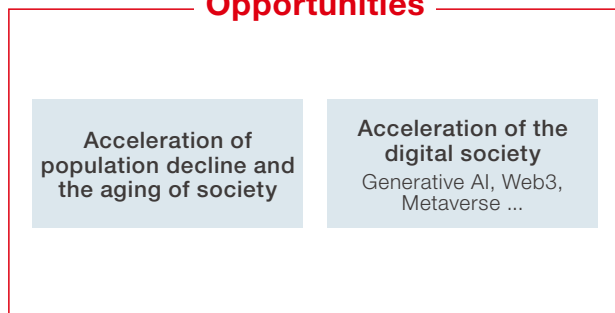 Opportunities
Acceleration of
population decline and
the aging of society
Acceleration of the
digital society
Generative AI, Web3,
Metaverse ...